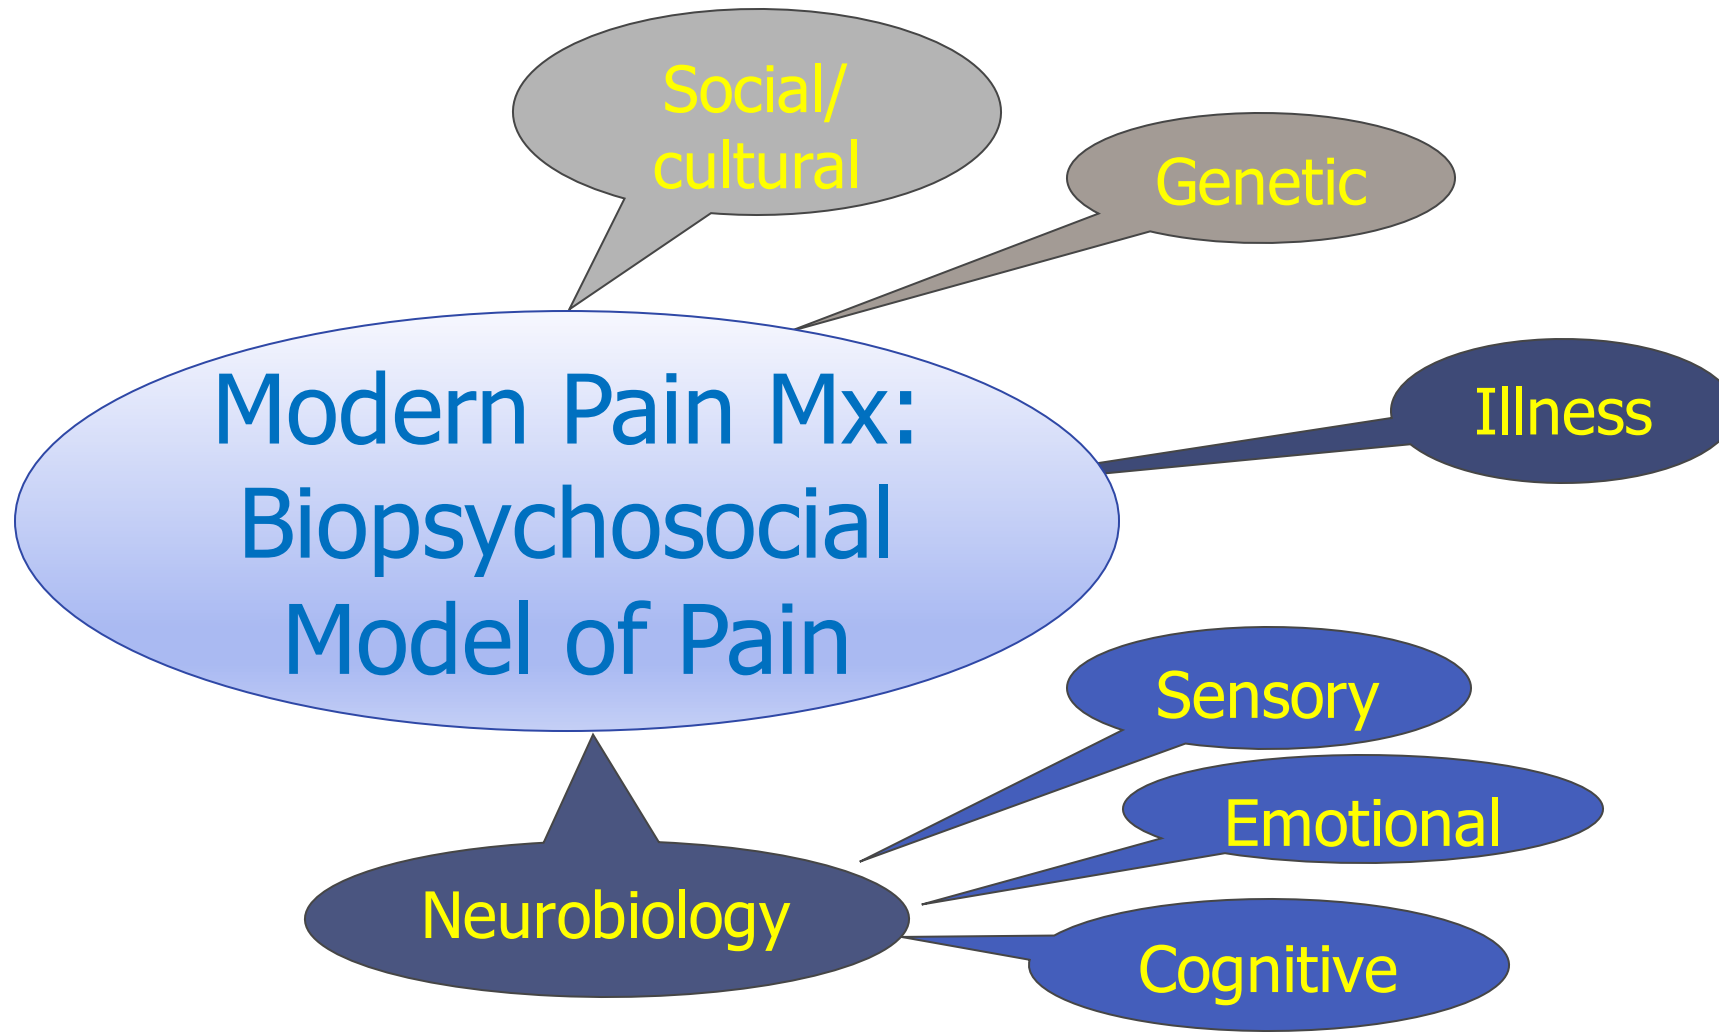 Social/
cultural
Genetic
Modern Pain Mx:
Biopsychosocial
Model of Pain
Illness
Sensory
Emotional
Neurobiology
Cognitive